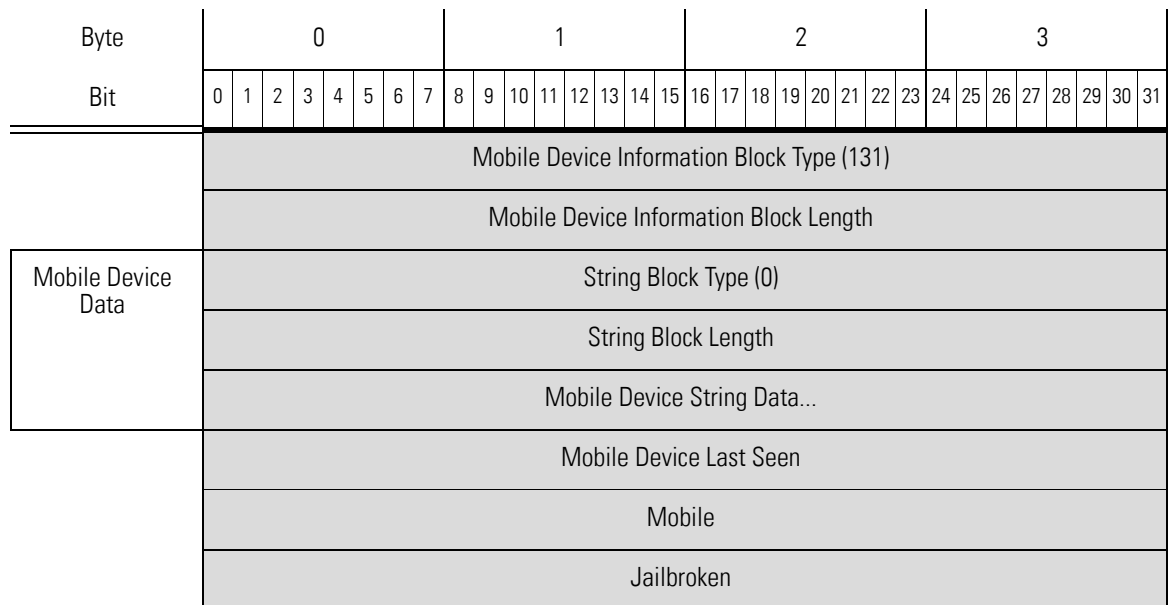 Byte 0 1 2 3
Bit 0 1 2 3 4 5 6 7 8 9 10 11 12 13 14 15 16 17 18 19 20 21 22 23 24 25 26 27 28 29 30 31
Mobile Device Information Block Type (131)
Mobile Device Information Block Length
Mobile Device
Data
String Block Type (0)
String Block Length
Mobile Device String Data...
Mobile Device Last Seen
Mobile
Jailbroken